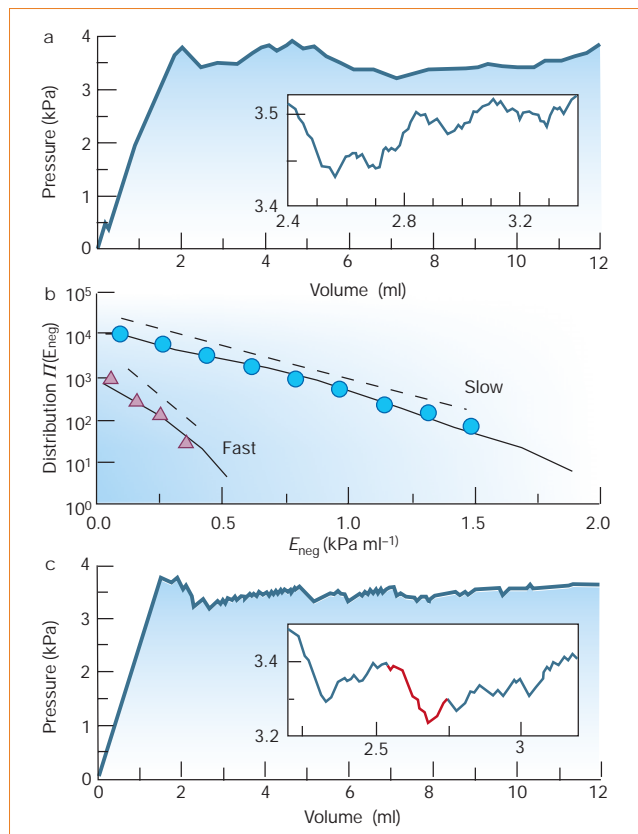 a
4
3
2
1
0
Pressure (kPa)
3.5
3.4
2.4 2.8 3.2
2 4 6 8 10 12
Volume (ml)
b
10⁵
10⁴
10³
10²
10¹
10⁰
Distribution Π(Eneg)
Slow
Fast
0.0 0.5 1.0 1.5 2.0
Eneg (kPa ml⁻¹)
c
4
3
2
1
0
Pressure (kPa)
3.4
3.2
2.5 3
0 2 4 6 8 10 12
Volume (ml)